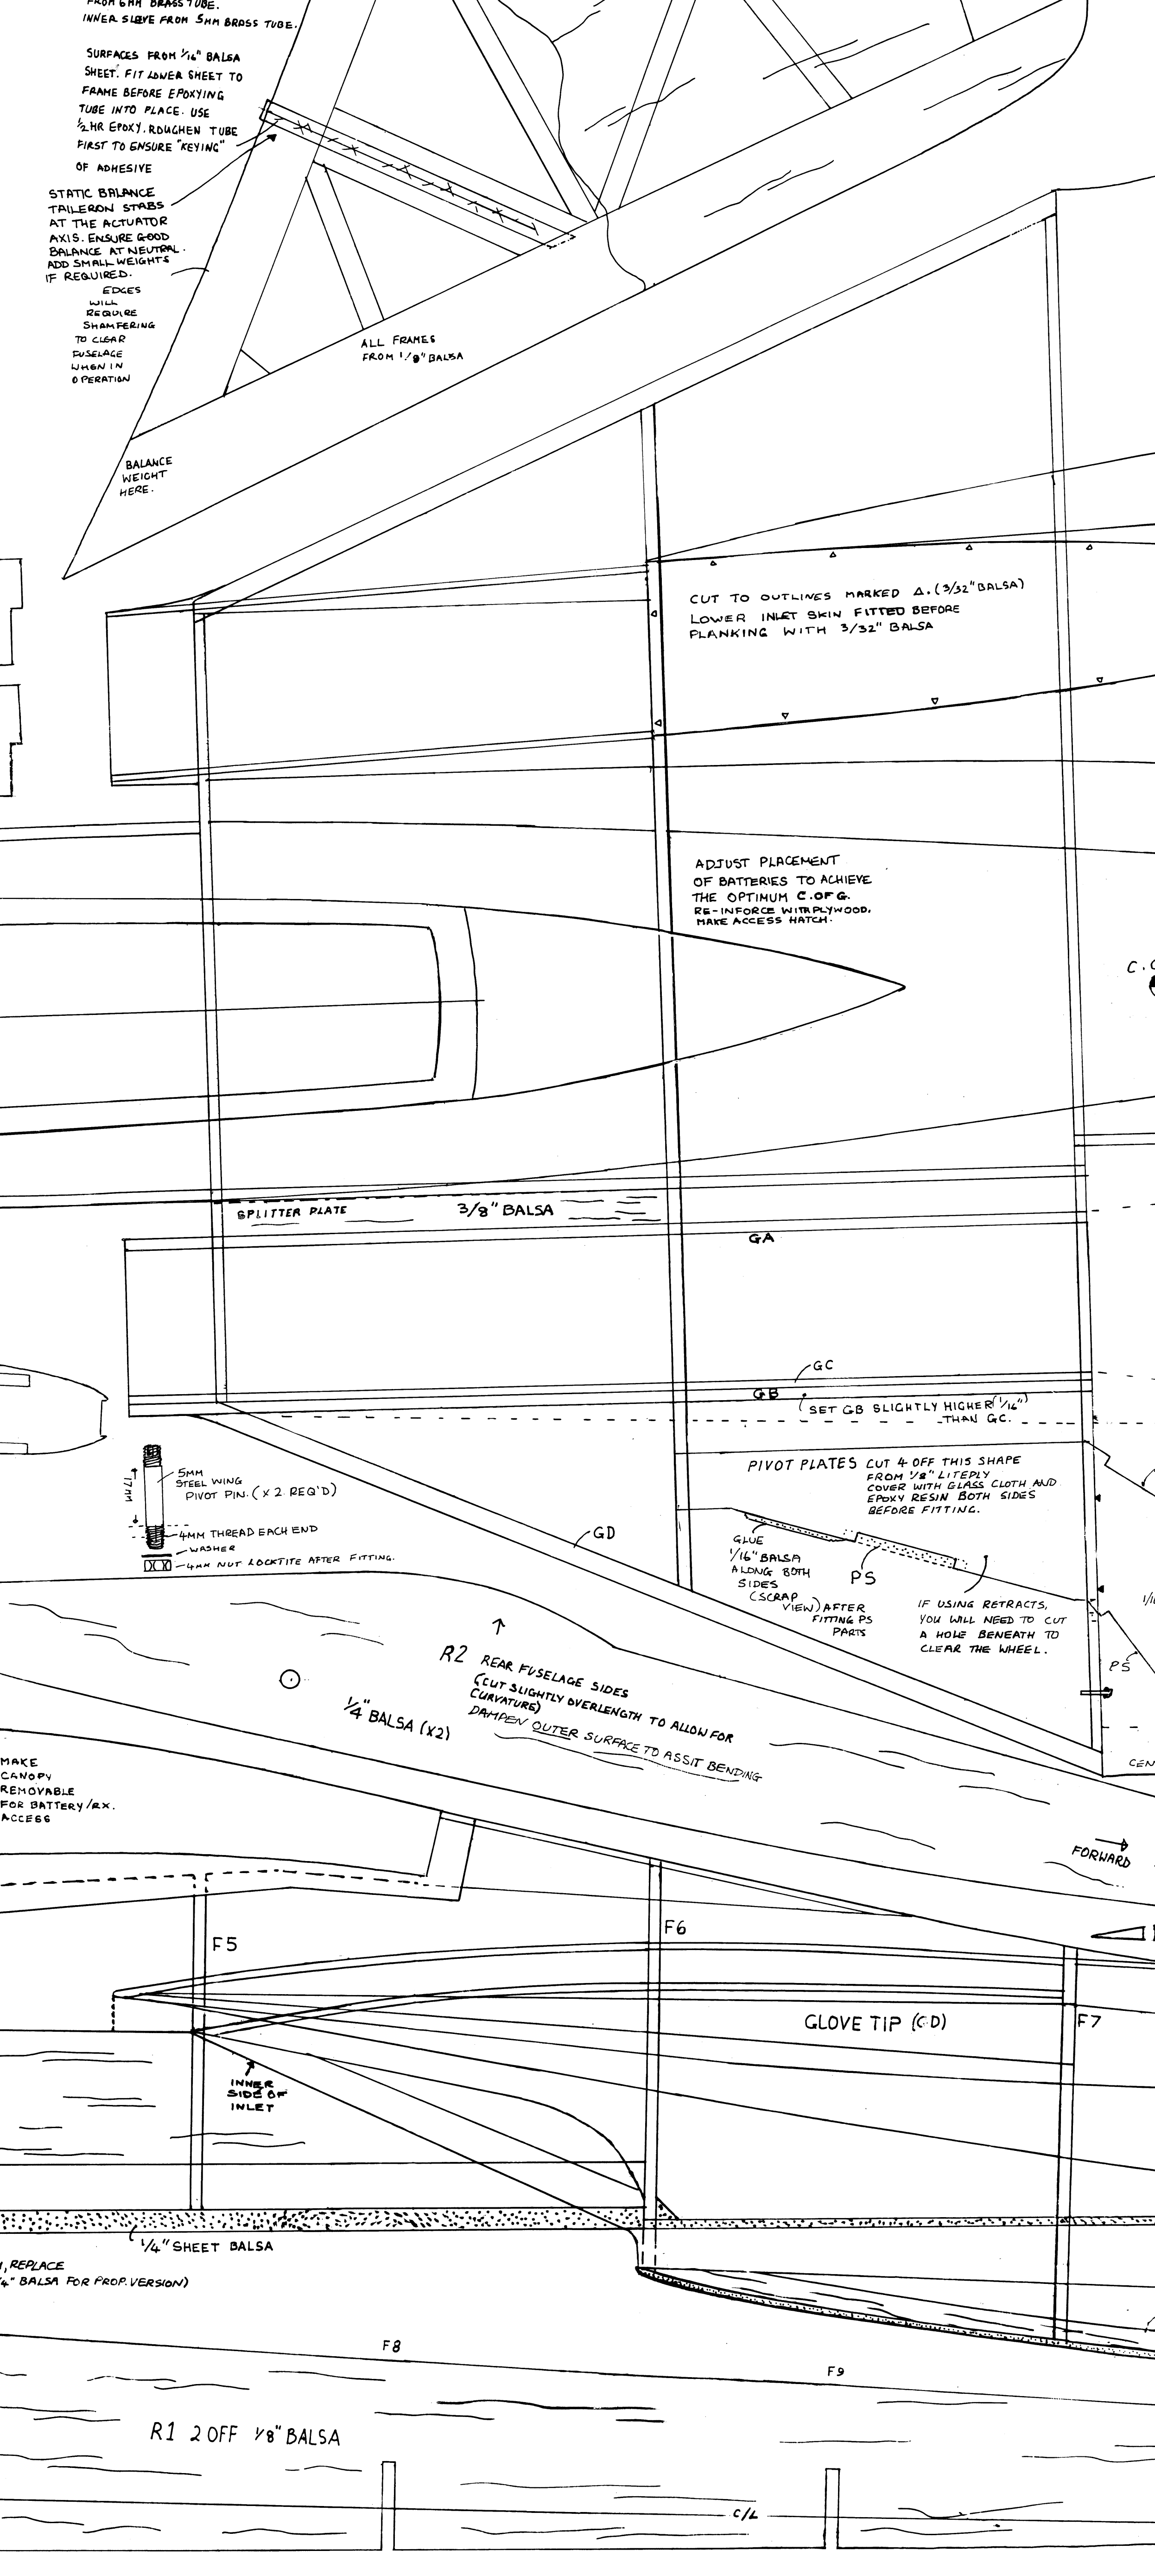 FROM 6MM BRASS TUBE.
INNER SLEEVE FROM 5MM BRASS TUBE.
SURFACES FROM 1/16" BALSA
SHEET. FIT LOWER SHEET TO
FRAME BEFORE EPOXYING
TUBE INTO PLACE. USE
1/2 HR EPOXY. ROUGHEN TUBE
FIRST TO ENSURE "KEYING"
OF ADHESIVE
STATIC BALANCE
TAILERON STABS
AT THE ACTUATOR
AXIS. ENSURE GOOD
BALANCE AT NEUTRAL.
ADD SMALL WEIGHTS
IF REQUIRED.
EDGES
WILL
REQUIRE
SHAMFERING
TO CLEAR
FUSELAGE
WHEN IN
OPERATION
ALL FRAMES
FROM 1/8" BALSA
BALANCE
WEIGHT
HERE.
CUT TO OUTLINES MARKED Δ. (3/32" BALSA)
LOWER INLET SKIN FITTED BEFORE
PLANKING WITH 3/32" BALSA
ADJUST PLACEMENT
OF BATTERIES TO ACHIEVE
THE OPTIMUM C.OF G.
RE-INFORCE WITH PLYWOOD.
MAKE ACCESS HATCH.
SPLITTER PLATE
3/8" BALSA
GA
GC
GB
SET GB SLIGHTLY HIGHER (1/16")
THAN GC.
PIVOT PLATES CUT 4 OFF THIS SHAPE
FROM 1/8" LITEPLY
COVER WITH GLASS CLOTH AND
EPOXY RESIN BOTH SIDES
BEFORE FITTING.
17MM
5MM
STEEL WING
PIVOT PIN. (X 2 REQ'D)
4MM THREAD EACH END
WASHER
4MM NUT LOCKTITE AFTER FITTING.
GD
GLUE
1/16" BALSA
ALONG BOTH
SIDES
(SCRAP
VIEW) AFTER
FITTING PS
PARTS
PS
IF USING RETRACTS,
YOU WILL NEED TO CUT
A HOLE BENEATH TO
CLEAR THE WHEEL.
PS
R2 REAR FUSELAGE SIDES
(CUT SLIGHTLY OVERLENGTH TO ALLOW FOR
CURVATURE)
DAMPEN OUTER SURFACE TO ASSIT BENDING
1/4" BALSA (X2)
MAKE
CANOPY
REMOVABLE
FOR BATTERY/RX.
ACCESS
FORWARD
F5
F6
F7
GLOVE TIP (GD)
INNER
SIDE OF
INLET
1/4" SHEET BALSA
, REPLACE
4" BALSA FOR PROP. VERSION)
F8
F9
R1 2 OFF 1/8" BALSA
C/L